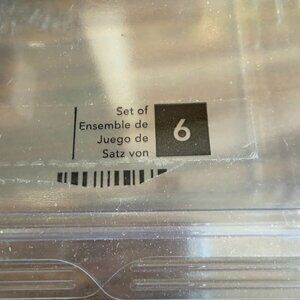 Set of
Ensemble de
Juego de
Satz von
6